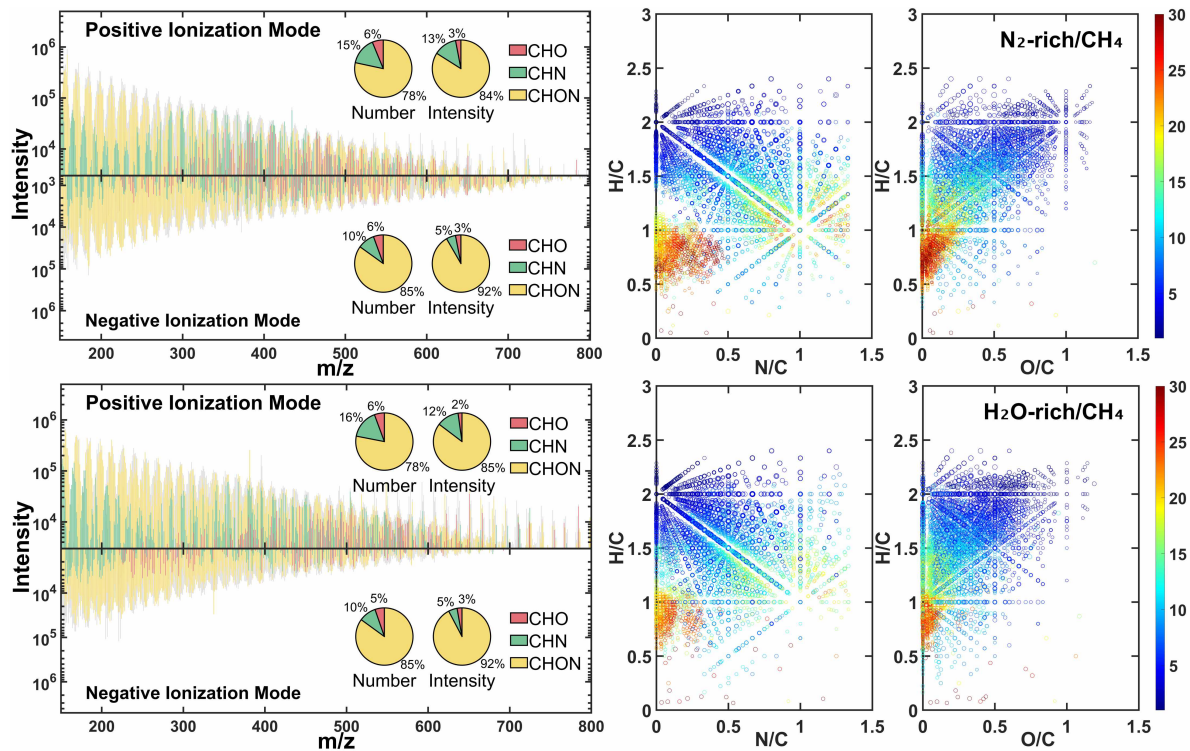 Positive Ionization Mode
6%
15%
78%
Number
3%
13%
84%
Intensity
CHO
CHN
CHON
Intensity
10⁶
10⁵
10⁴
10³
10⁴
10⁵
10⁶
6%
10%
85%
Number
5% 3%
92%
Intensity
CHO
CHN
CHON
Negative Ionization Mode
200 300 400 500 600 700 800
m/z
H/C
3
2.5
2
1.5
1
0.5
0
0 0.5 1 1.5
N/C
N₂-rich/CH₄
H/C
3
2.5
2
1.5
1
0.5
0
0 0.5 1 1.5
O/C
30
25
20
15
10
5
Positive Ionization Mode
6%
16%
78%
Number
2%
12%
85%
Intensity
CHO
CHN
CHON
Intensity
10⁶
10⁵
10⁴
10⁴
10⁵
10⁶
5%
10%
85%
Number
5% 3%
92%
Intensity
CHO
CHN
CHON
Negative Ionization Mode
200 300 400 500 600 700 800
m/z
H/C
3
2.5
2
1.5
1
0.5
0
0 0.5 1 1.5
N/C
H₂O-rich/CH₄
H/C
3
2.5
2
1.5
1
0.5
0
0 0.5 1 1.5
O/C
30
25
20
15
10
5